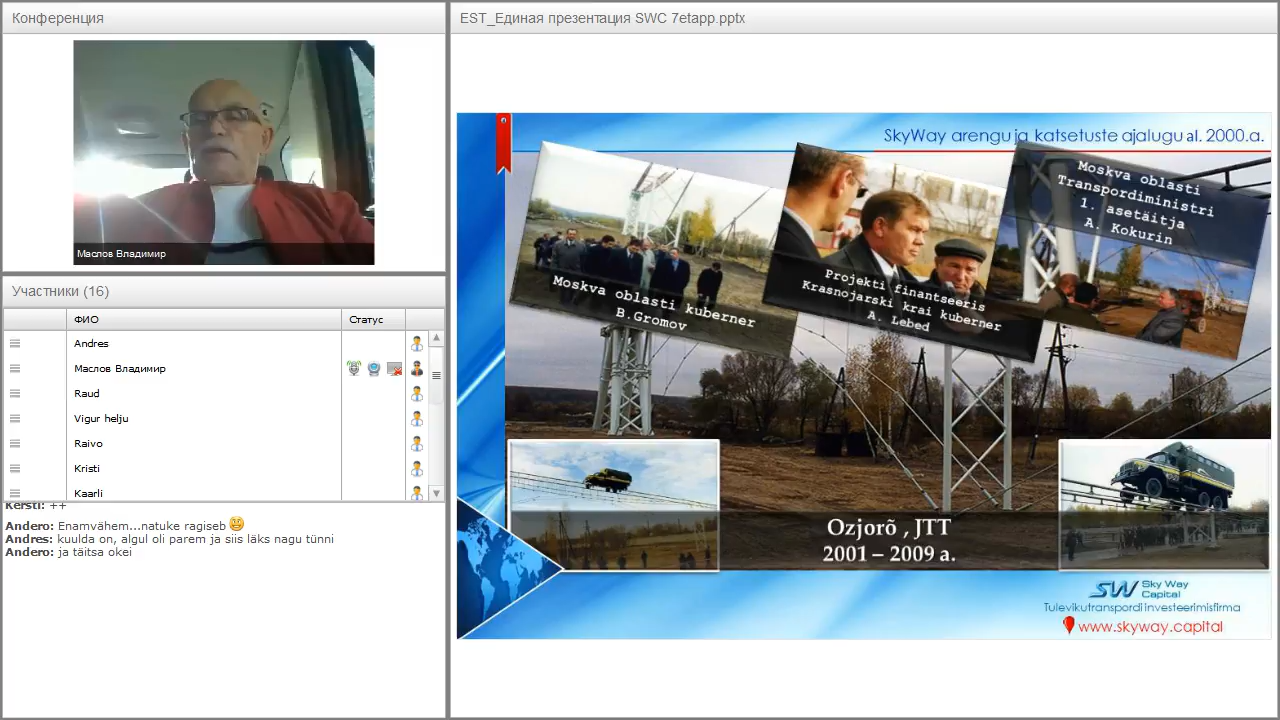 Конференция
Маслов Владимир
Участники (16)
ФИО
Статус
Andres
Маслов Владимир
Raud
Vigur helju
Raivo
Kristi
Kaarli
Kersti: ++
Andero: Enamvähem...natuke ragiseb
Andres: kuulda on, algul oli parem ja siis läks nagu tünni
Andero: ja täitsa okei
EST_Единая презентация SWC 7etapp.pptx
SkyWay arengu ja katsetuste ajalugu al. 2000.a.
Moskva oblasti kuberner
B.Gromov
Projekti finantseeris
Krasnojarski krai kuberner
A. Lebed
Moskva oblasti
Transpordiministri
1. asetäitja
A. Kokurin
Ozjorõ , JTT
2001 – 2009 a.
SW Sky Way
Capital
Tulevikutranspordi investeerimisfirma
www.skyway.capital